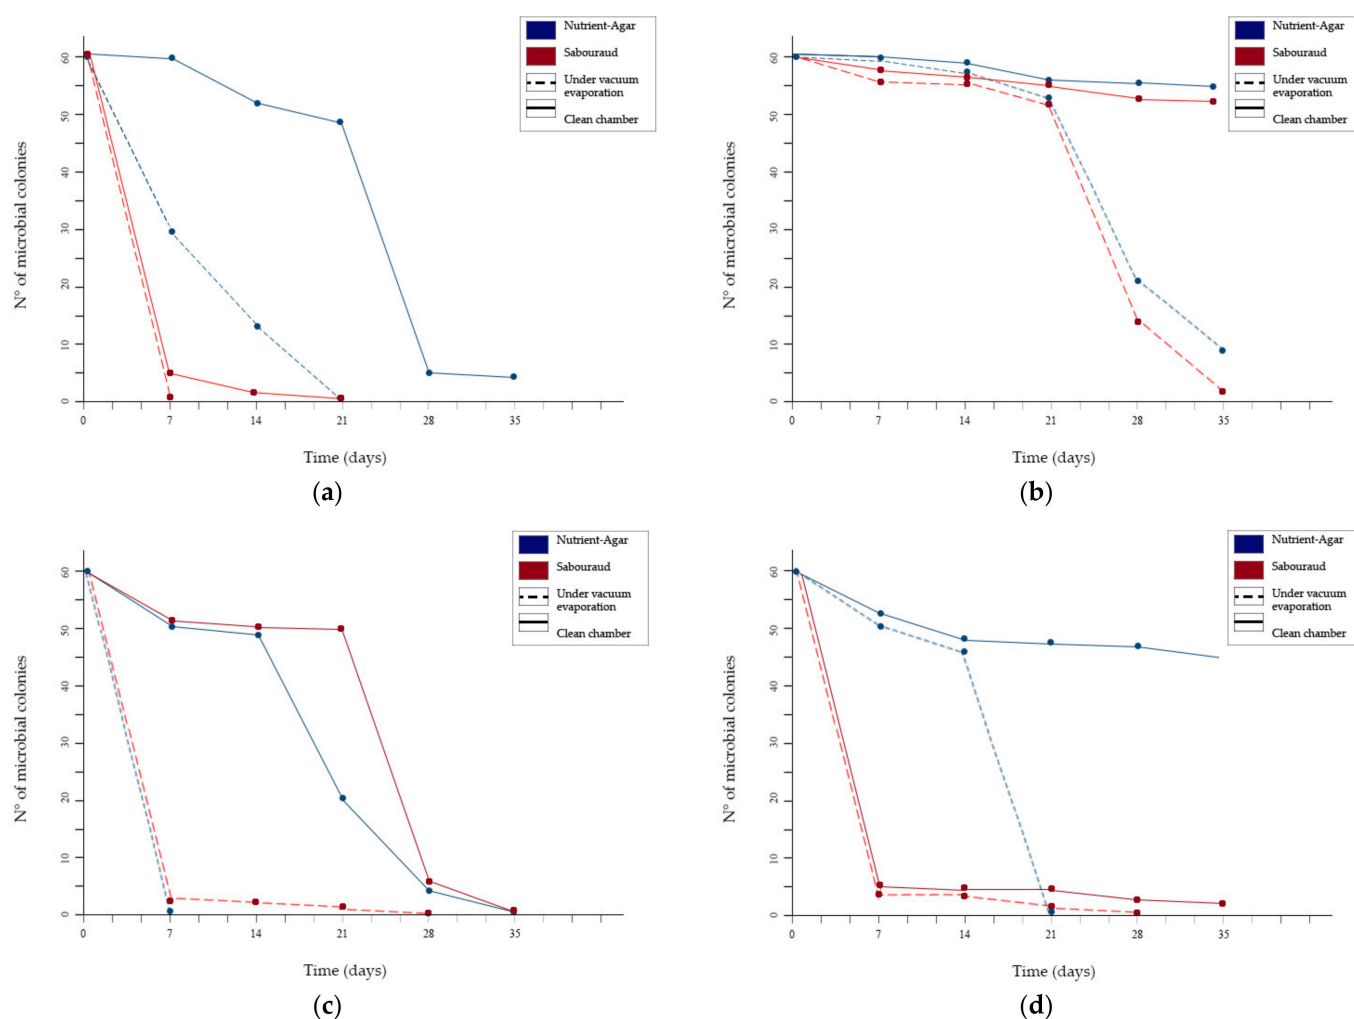 Nutrient-Agar
Sabouraud
Under vacuum
evaporation
Clean chamber
N° of microbial colonies
60
50
40
30
20
10
0
0 7 14 21 28 35
Time (days)
(a)
Nutrient-Agar
Sabouraud
Under vacuum
evaporation
Clean chamber
N° of microbial colonies
60
50
40
30
20
10
0
0 7 14 21 28 35
Time (days)
(b)
Nutrient-Agar
Sabouraud
Under vacuum
evaporation
Clean chamber
N° of microbial colonies
60
50
40
30
20
10
0
0 7 14 21 28 35
Time (days)
(c)
Nutrient-Agar
Sabouraud
Under vacuum
evaporation
Clean chamber
N° of microbial colonies
60
50
40
30
20
10
0
0 7 14 21 28 35
Time (days)
(d)